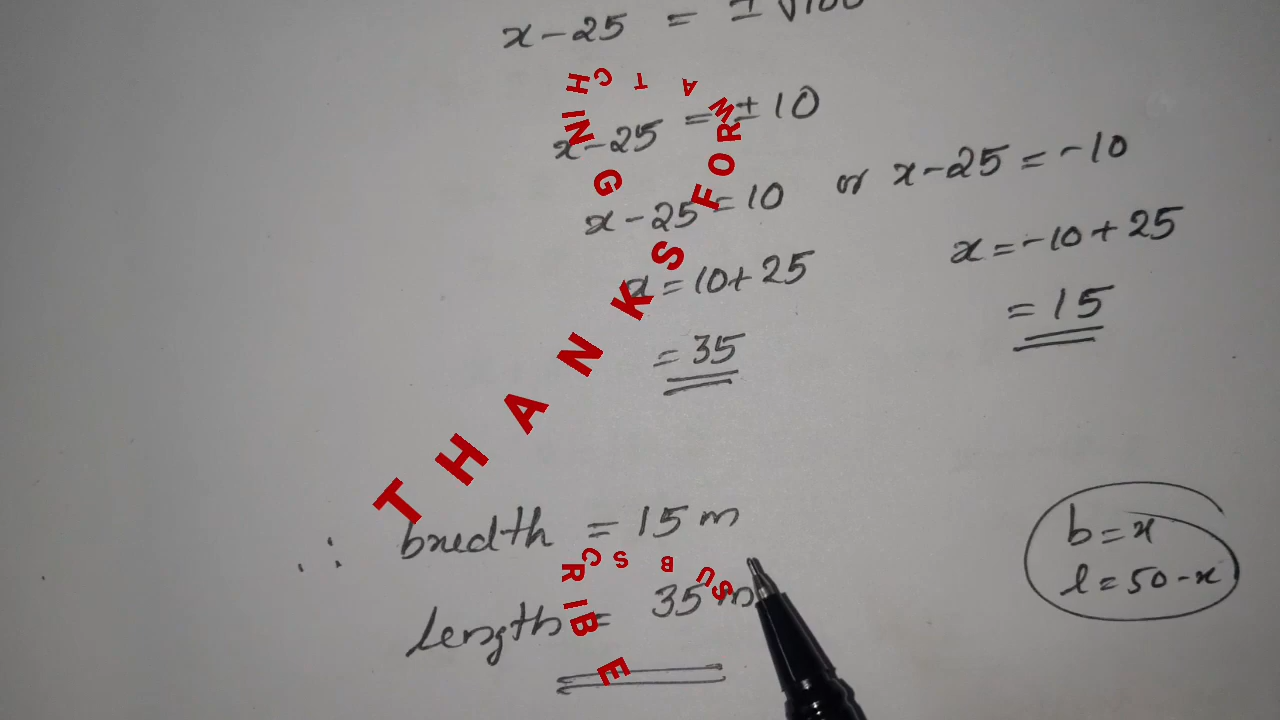 x - 25 = ± √100
x - 25 = ± 10
x - 25 = 10 or x - 25 = -10
x = 10 + 25 x = -10 + 25
= 35 = 15
∴ bredth = 15 m
length = 35 m
b = x
l = 50 - x
THANKS FOR WATCHING
SUBSCRIBE